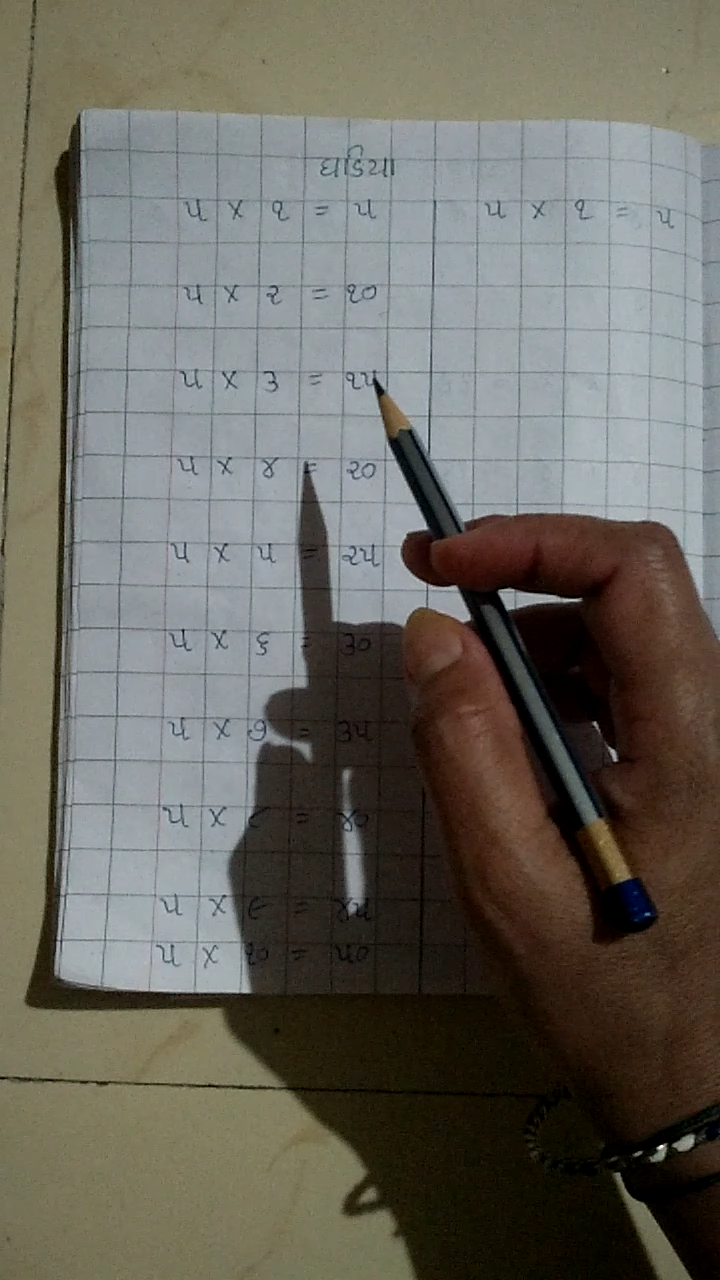 ઘડિયા
૫ x ૧ = ૫ ૫ x ૧ = ૫
૫ x ૨ = ૧૦
૫ x ૩ = ૧૫
૫ x ૪ = ૨૦
૫ x ૫ = ૨૫
૫ x ૬ = ૩૦
૫ x ૭ = ૩૫
૫ x ૮ = ૪૦
૫ x ૯ = ૪૫
૫ x ૧૦ = ૫૦